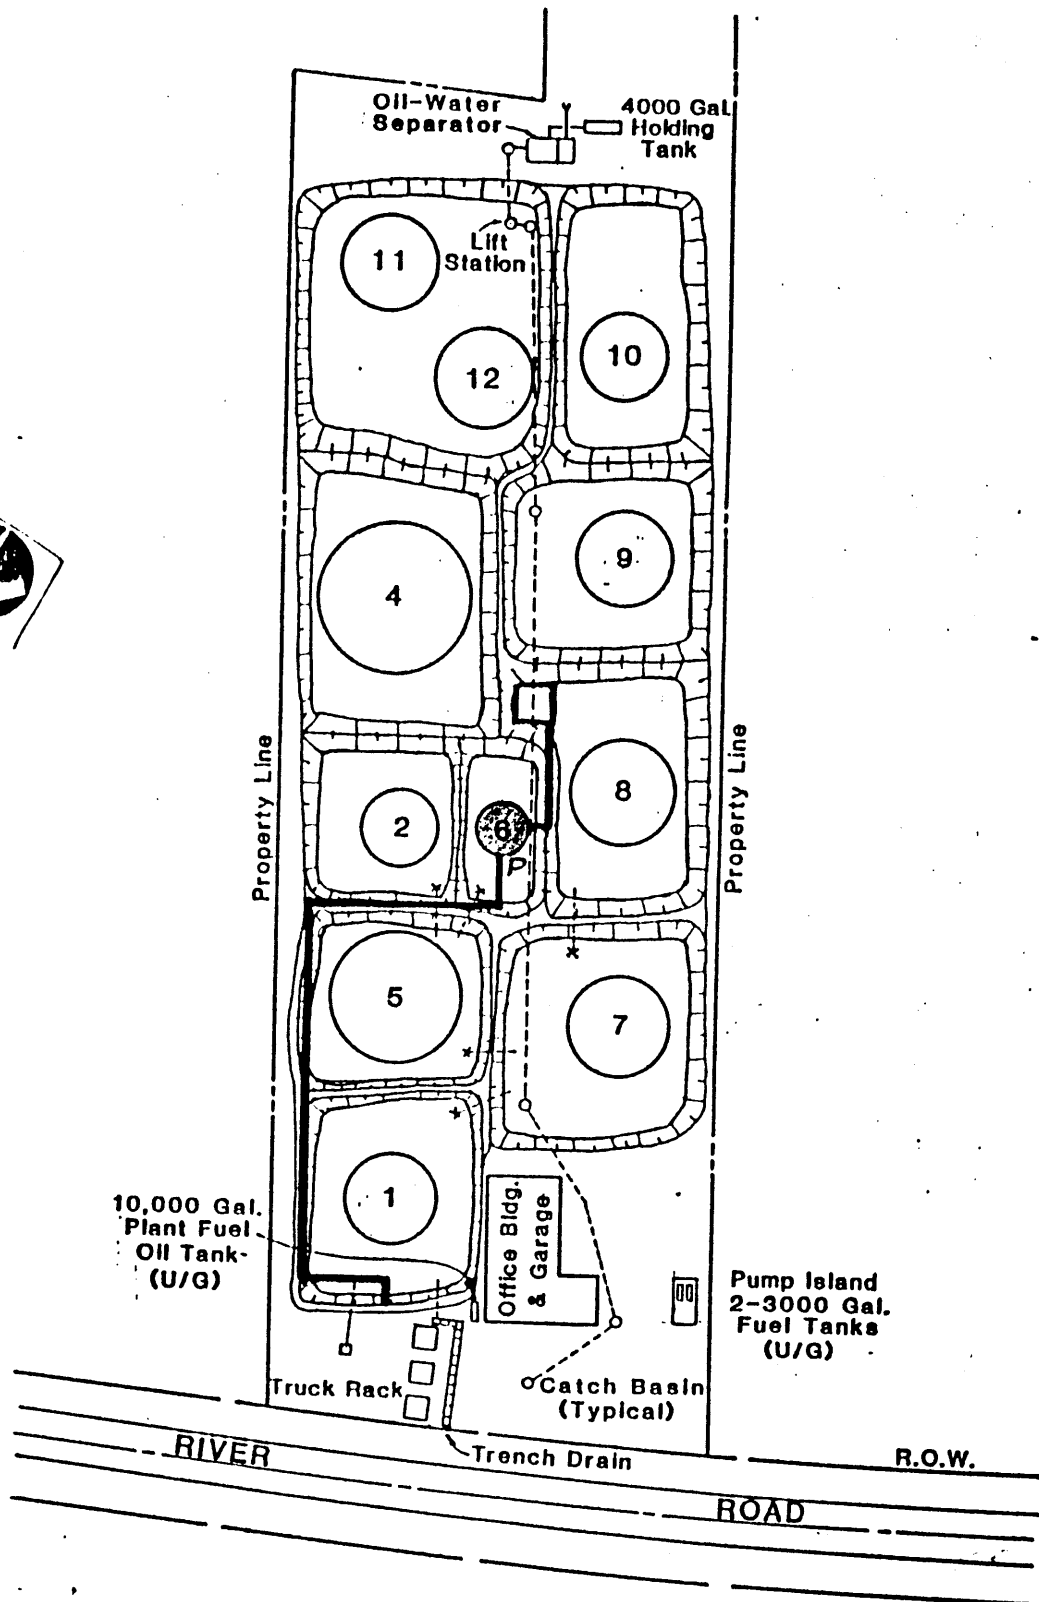 Oil-Water
Separator
4000 Gal.
Holding
Tank
Lift
Station
11
12
10
4
9
Property Line
2
6
P
8
Property Line
5
7
1
10,000 Gal.
Plant Fuel
Oil Tank-
(U/G)
Office Bldg.
& Garage
Pump Island
2-3000 Gal.
Fuel Tanks
(U/G)
Truck Rack
Catch Basin
(Typical)
Trench Drain
RIVER
ROAD
R.O.W.